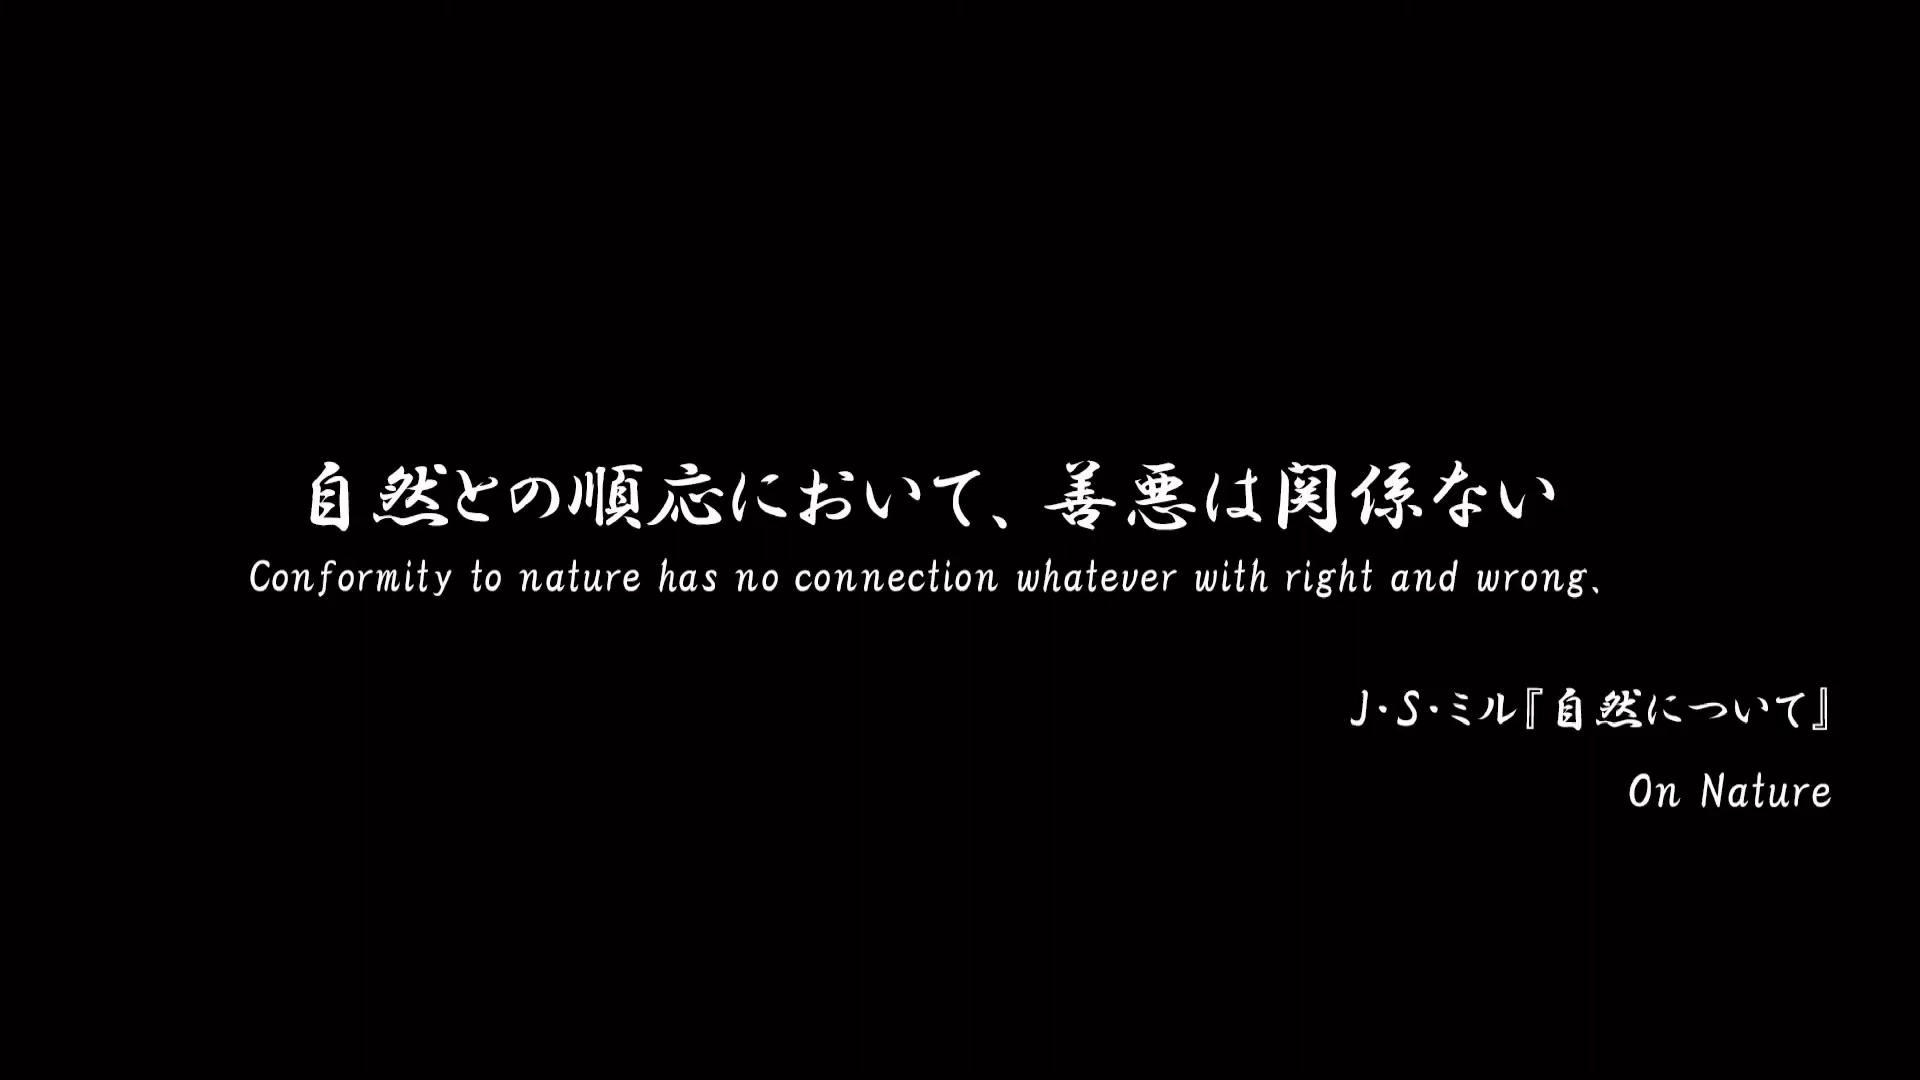 自然との順応において、善悪は関係ない
Conformity to nature has no connection whatever with right and wrong、
J・S・ミル『自然について』
On Nature